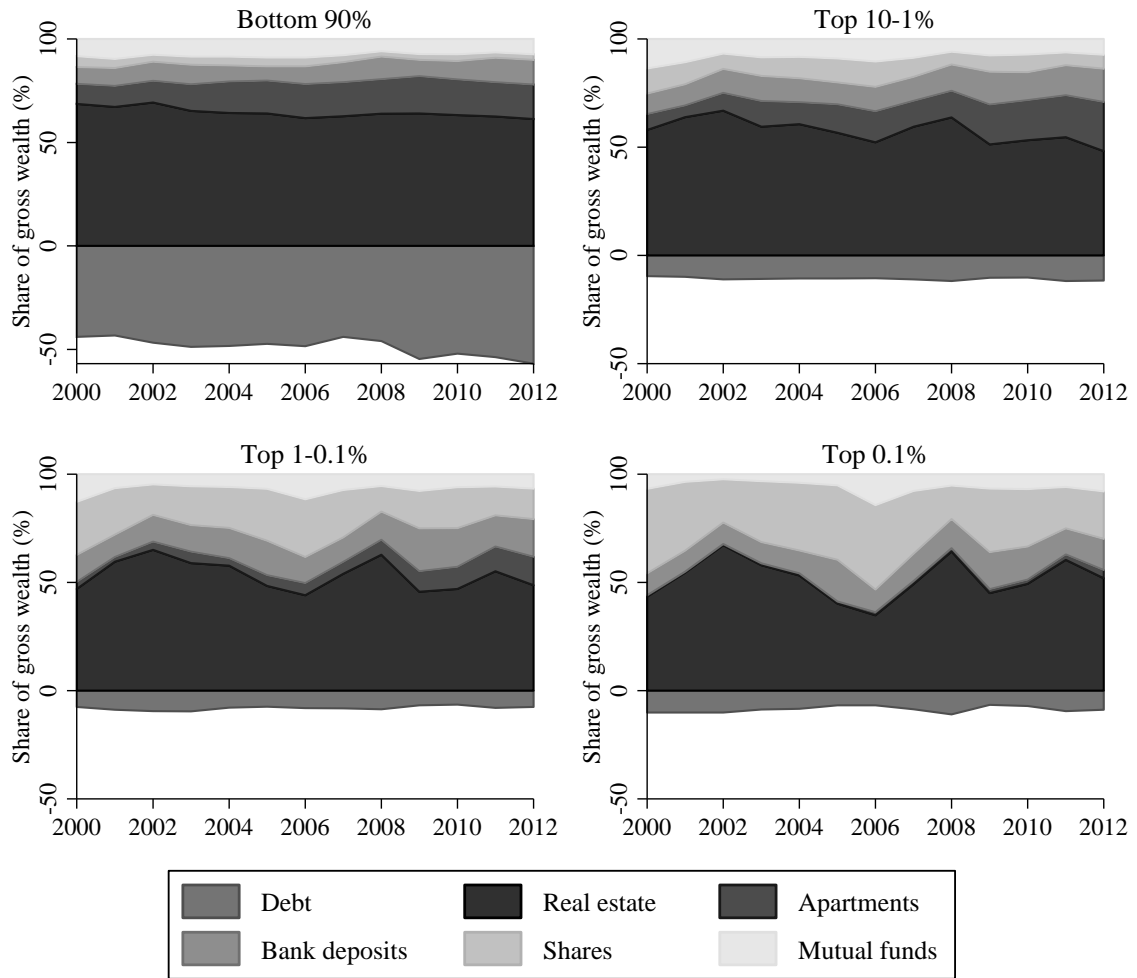 Bottom 90%
Share of gross wealth (%)
100
50
0
-50
2000 2002 2004 2006 2008 2010 2012
Top 10-1%
Share of gross wealth (%)
100
50
0
-50
2000 2002 2004 2006 2008 2010 2012
Top 1-0.1%
Share of gross wealth (%)
100
50
0
-50
2000 2002 2004 2006 2008 2010 2012
Top 0.1%
Share of gross wealth (%)
100
50
0
-50
2000 2002 2004 2006 2008 2010 2012
Debt Real estate Apartments
Bank deposits Shares Mutual funds